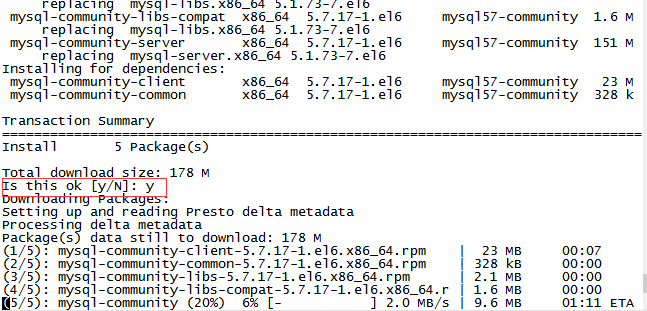 replacing  mysql-libs.x86_64 5.1.73-7.el6
mysql-community-libs-compat  x86_64  5.7.17-1.el6  mysql57-community  1.6 M
replacing  mysql-libs.x86_64 5.1.73-7.el6
mysql-community-server  x86_64  5.7.17-1.el6  mysql57-community  151 M
replacing  mysql-server.x86_64 5.1.73-7.el6
Installing for dependencies:
mysql-community-client  x86_64  5.7.17-1.el6  mysql57-community  23 M
mysql-community-common  x86_64  5.7.17-1.el6  mysql57-community  328 k
Transaction Summary
================================================================================
Install  5 Package(s)
Total download size: 178 M
Is this ok [y/N]: y
Downloading Packages:
Setting up and reading Presto delta metadata
Processing delta metadata
Package(s) data still to download: 178 M
(1/5): mysql-community-client-5.7.17-1.el6.x86_64.rpm  |  23 MB  00:07
(2/5): mysql-community-common-5.7.17-1.el6.x86_64.rpm  | 328 kB  00:00
(3/5): mysql-community-libs-5.7.17-1.el6.x86_64.rpm  | 2.1 MB  00:00
(4/5): mysql-community-libs-compat-5.7.17-1.el6.x86_64.r | 1.6 MB  00:00
(5/5): mysql-community (20%)  6% [-  ] 2.0 MB/s | 9.6 MB  01:11 ETA